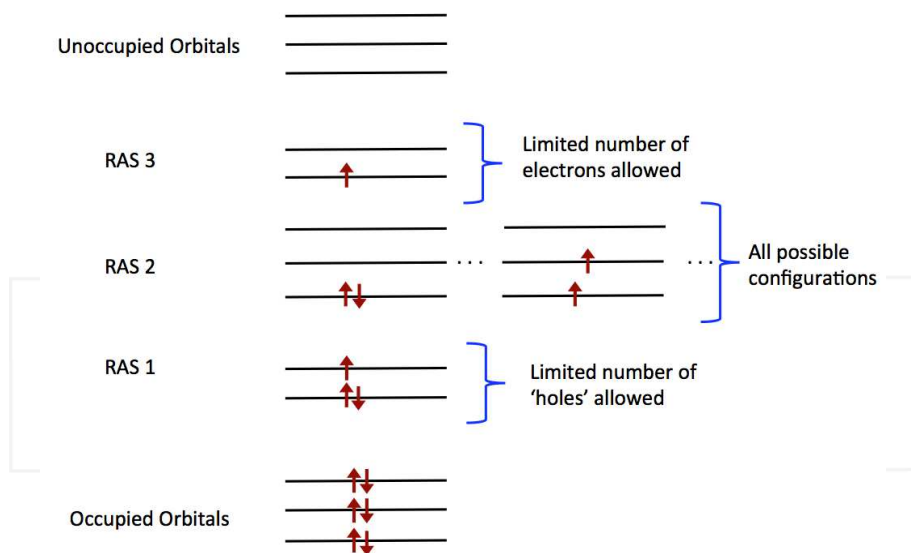 Unoccupied Orbitals
RAS 3
Limited number of
electrons allowed
RAS 2
...
...
All possible
configurations
RAS 1
Limited number of
‘holes’ allowed
Occupied Orbitals